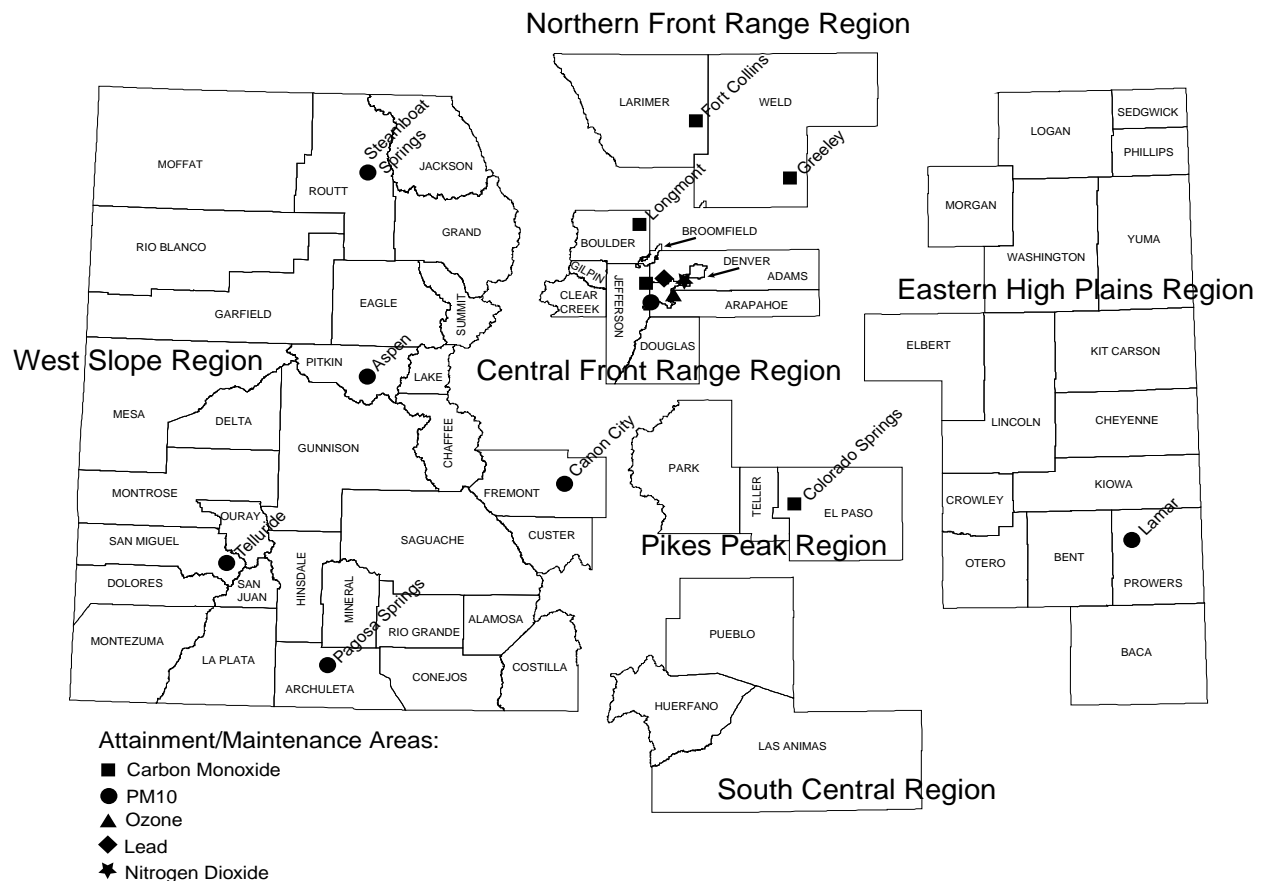 Northern Front Range Region
LARIMER
Fort Collins
WELD
Greeley
MOFFAT
Steamboat
Springs
ROUTT
JACKSON
RIO BLANCO
GRAND
GARFIELD
EAGLE
SUMMIT
West Slope Region
PITKIN
Aspen
LAKE
MESA
DELTA
GUNNISON
CHAFFEE
MONTROSE
OURAY
Telluride
SAN MIGUEL
DOLORES
SAN
JUAN
HINSDALE
MINERAL
SAGUACHE
MONTEZUMA
LA PLATA
Pagosa Springs
ARCHULETA
RIO GRANDE
ALAMOSA
CONEJOS
COSTILLA
FREMONT
Canon City
CUSTER
Longmont
BOULDER
BROOMFIELD
GILPIN
CLEAR
CREEK
JEFFERSON
DENVER
ADAMS
ARAPAHOE
DOUGLAS
Central Front Range Region
PARK
TELLER
Colorado Springs
EL PASO
Pikes Peak Region
PUEBLO
HUERFANO
LAS ANIMAS
South Central Region
LOGAN
SEDGWICK
PHILLIPS
MORGAN
WASHINGTON
YUMA
Eastern High Plains Region
ELBERT
KIT CARSON
LINCOLN
CHEYENNE
CROWLEY
KIOWA
OTERO
BENT
Lamar
PROWERS
BACA
Attainment/Maintenance Areas:
Carbon Monoxide
PM10
Ozone
Lead
Nitrogen Dioxide